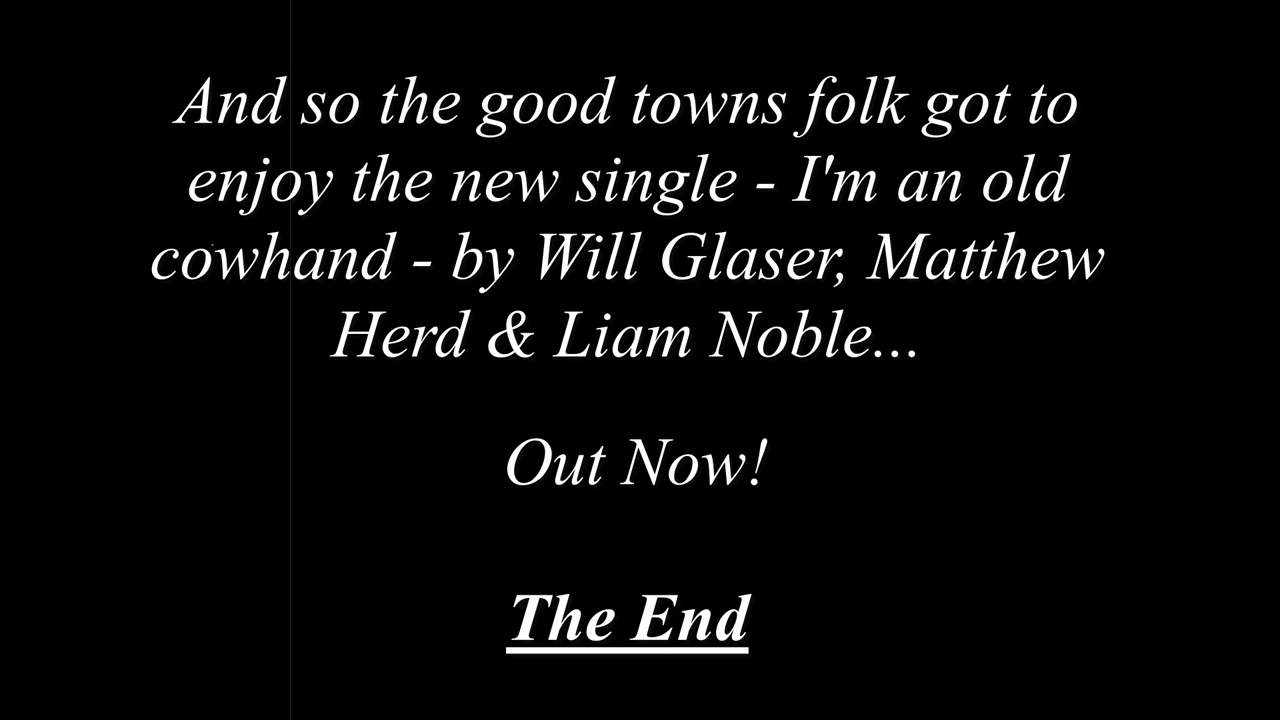 And so the good towns folk got to
enjoy the new single - I'm an old
cowhand - by Will Glaser, Matthew
Herd & Liam Noble...
Out Now!
The End